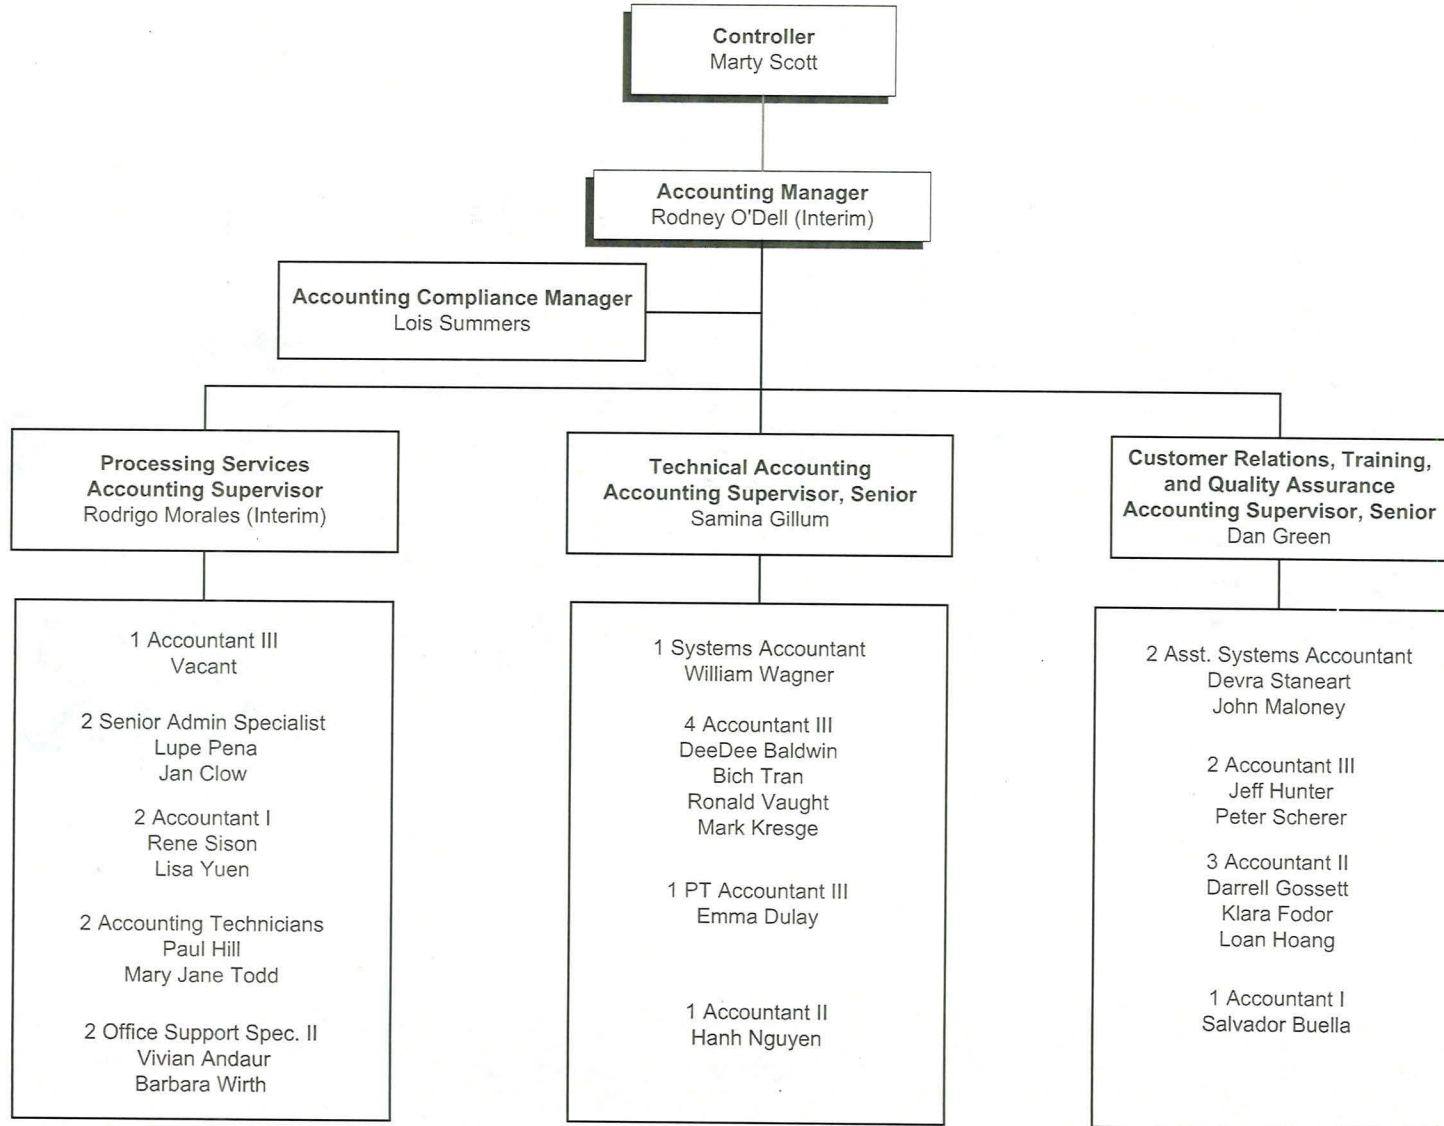 Controller
Marty Scott
Accounting Manager
Rodney O'Dell (Interim)
Accounting Compliance Manager
Lois Summers
Processing Services
Accounting Supervisor
Rodrigo Morales (Interim)
1 Accountant III
Vacant
2 Senior Admin Specialist
Lupe Pena
Jan Clow
2 Accountant I
Rene Sison
Lisa Yuen
2 Accounting Technicians
Paul Hill
Mary Jane Todd
2 Office Support Spec. II
Vivian Andaur
Barbara Wirth
Technical Accounting
Accounting Supervisor, Senior
Samina Gillum
1 Systems Accountant
William Wagner
4 Accountant III
DeeDee Baldwin
Bich Tran
Ronald Vaught
Mark Kresge
1 PT Accountant III
Emma Dulay
1 Accountant II
Hanh Nguyen
Customer Relations, Training,
and Quality Assurance
Accounting Supervisor, Senior
Dan Green
2 Asst. Systems Accountant
Devra Staneart
John Maloney
2 Accountant III
Jeff Hunter
Peter Scherer
3 Accountant II
Darrell Gossett
Klara Fodor
Loan Hoang
1 Accountant I
Salvador Buella